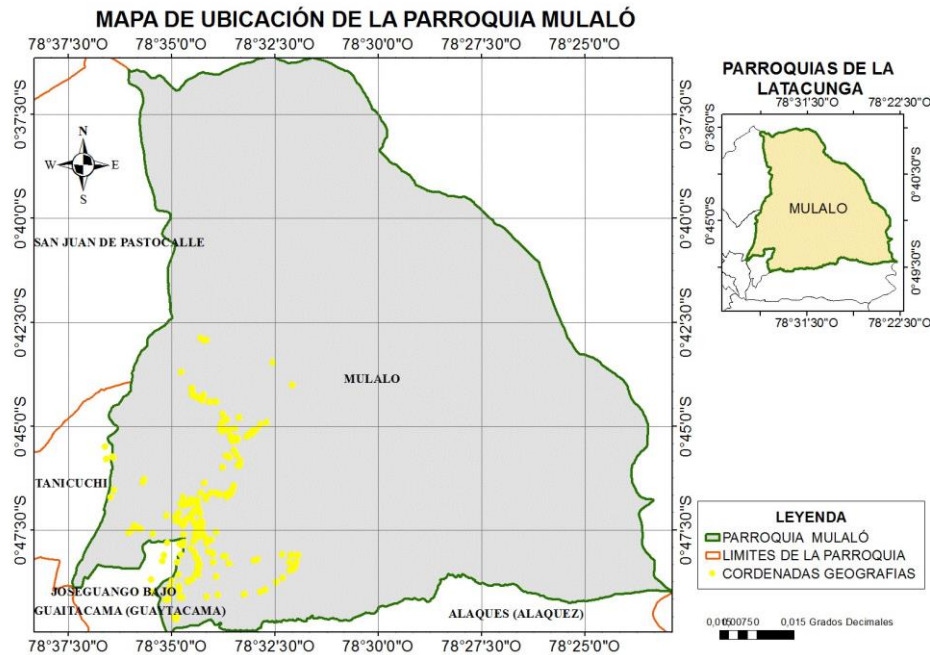 MAPA DE UBICACIÓN DE LA PARROQUIA MULALÓ
78°37'30"O 78°35'0"O 78°32'30"O 78°30'0"O 78°27'30"O 78°25'0"O
0°37'30"S 0°37'30"S
N
W E
S
0°40'0"S 0°40'0"S
SAN JUAN DE PASTOCALLE
0°42'30"S 0°42'30"S
MULALO
0°45'0"S 0°45'0"S
TANICUCHI
0°47'30"S 0°47'30"S
JOSEGUANGO BAJO
GUAITACAMA (GUAYTACAMA)
ALAQUES (ALAQUEZ)
78°37'30"O 78°35'0"O 78°32'30"O 78°30'0"O 78°27'30"O 78°25'0"O
PARROQUIAS DE LA
LATACUNGA
78°31'30"O 78°22'30"O
0°36'0"S
0°40'30"S
MULALO
0°45'0"S
0°49'30"S
78°31'30"O 78°22'30"O
LEYENDA
PARROQUIA MULALÓ
LIMITES DE LA PARROQUIA
CORDENADAS GEOGRAFIAS
0,015 Grados Decimales